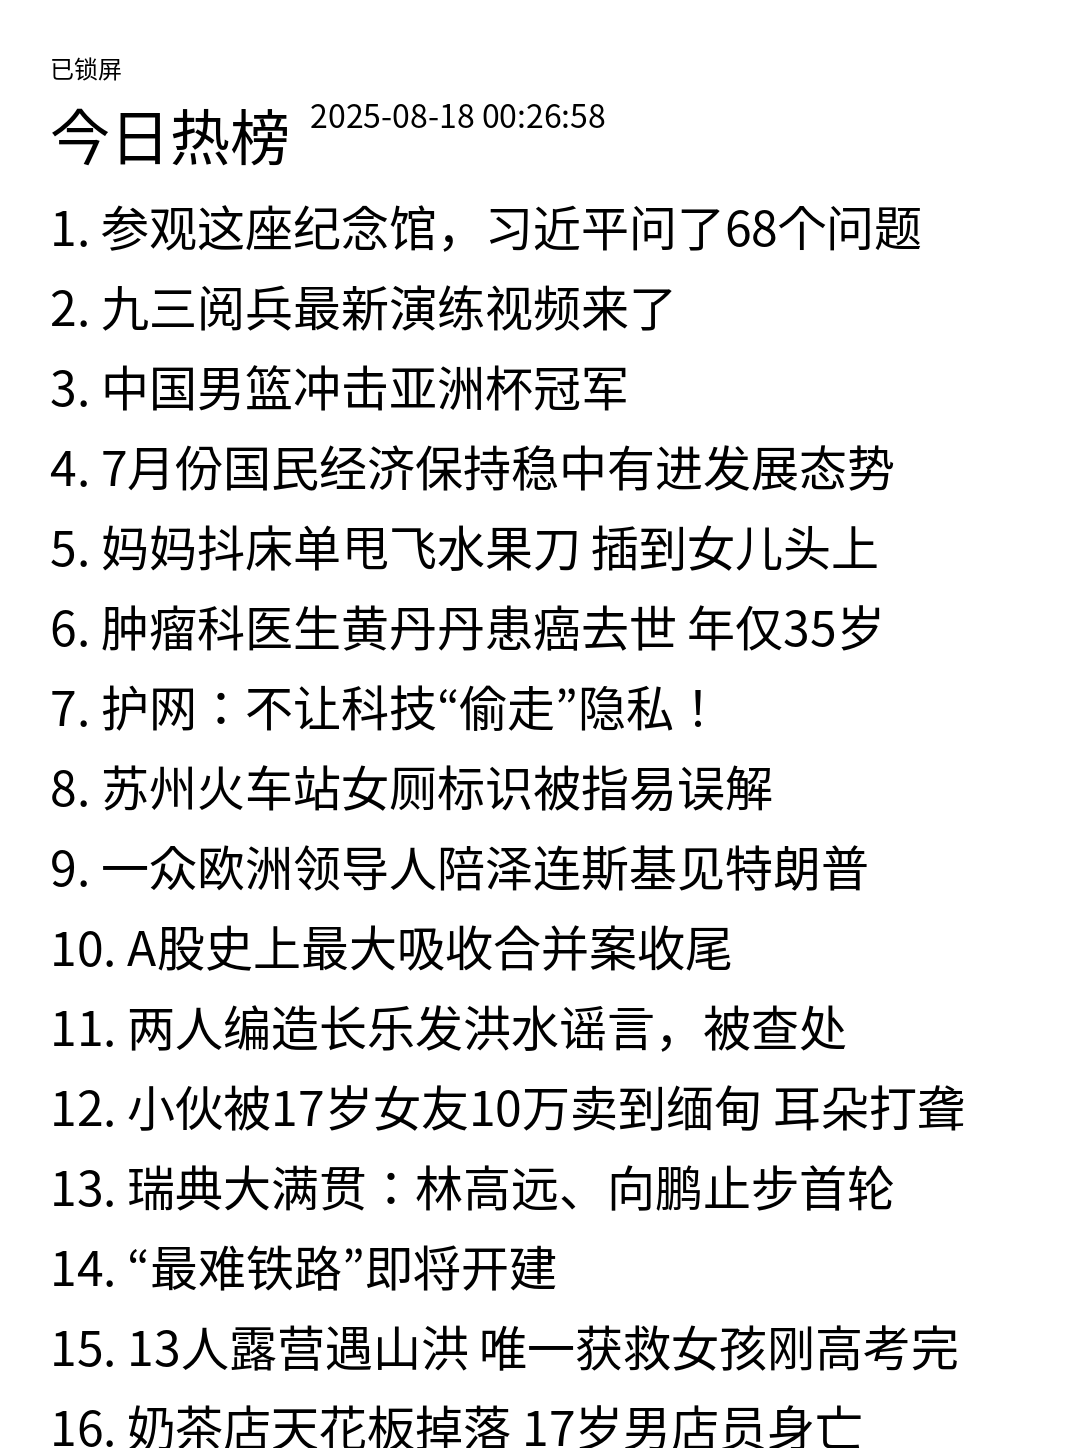 已锁屏
今日热榜 2025-08-18 00:26:58
1. 参观这座纪念馆，习近平问了68个问题
2. 九三阅兵最新演练视频来了
3. 中国男篮冲击亚洲杯冠军
4. 7月份国民经济保持稳中有进发展态势
5. 妈妈抖床单甩飞水果刀 插到女儿头上
6. 肿瘤科医生黄丹丹患癌去世 年仅35岁
7. 护网：不让科技“偷走”隐私！
8. 苏州火车站女厕标识被指易误解
9. 一众欧洲领导人陪泽连斯基见特朗普
10. A股史上最大吸收合并案收尾
11. 两人编造长乐发洪水谣言，被查处
12. 小伙被17岁女友10万卖到缅甸 耳朵打聋
13. 瑞典大满贯：林高远、向鹏止步首轮
14. “最难铁路”即将开建
15. 13人露营遇山洪 唯一获救女孩刚高考完
16. 奶茶店天花板掉落 17岁男店员身亡